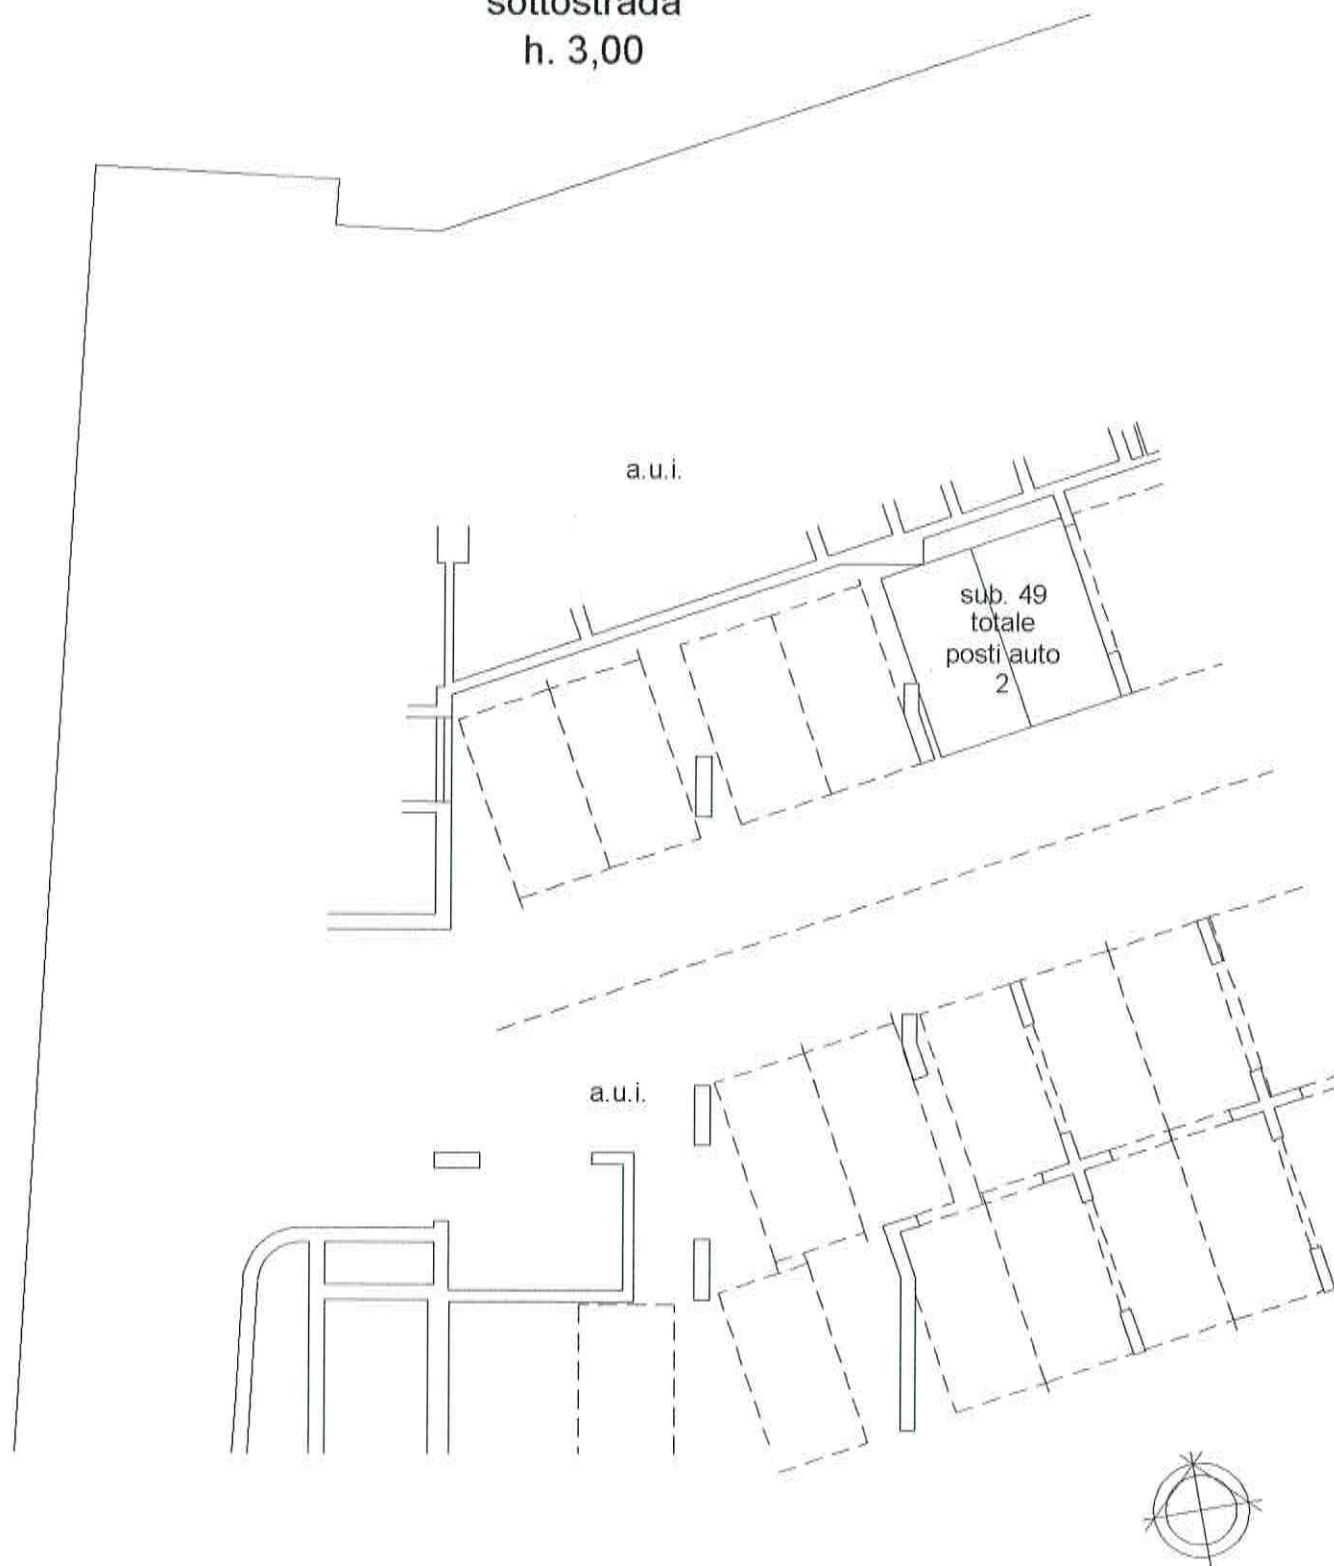 sottostrada
h. 3,00
a.u.i.
sub. 49
totale
posti auto
2
a.u.i.